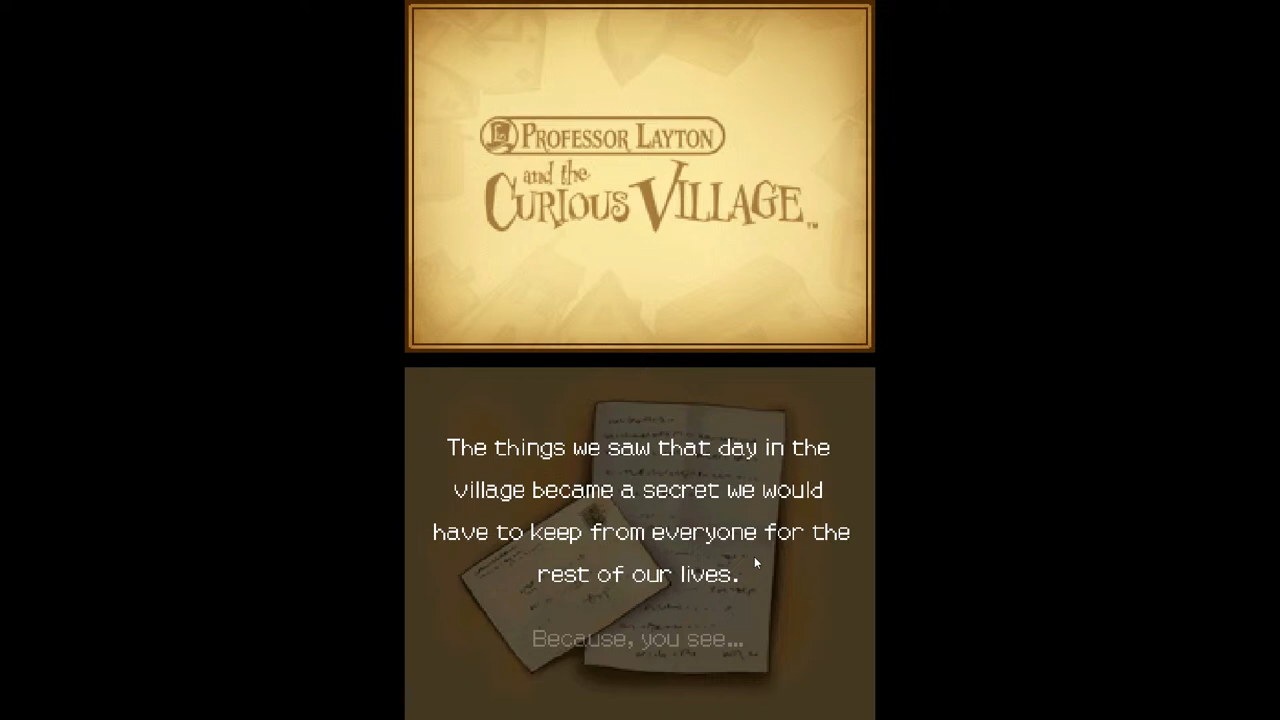 PROFESSOR LAYTON
and the
CURIOUS VILLAGE™
The things we saw that day in the
village became a secret we would
have to keep from everyone for the
rest of our lives.
Because, you see...